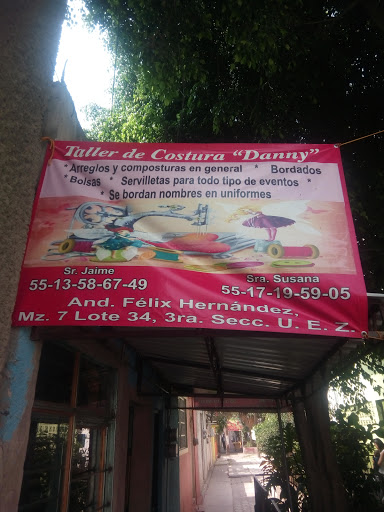 Taller de Costura "Danny"
* Arreglos y composturas en general * Bordados
* Bolsas * Servilletas para todo tipo de eventos *
* Se bordan nombres en uniformes
Sr. Jaime
55-13-58-67-49
Sra. Susana
55-17-19-59-05
And. Félix Hernández,
Mz. 7 Lote 34, 3ra. Secc. U. E. Z.